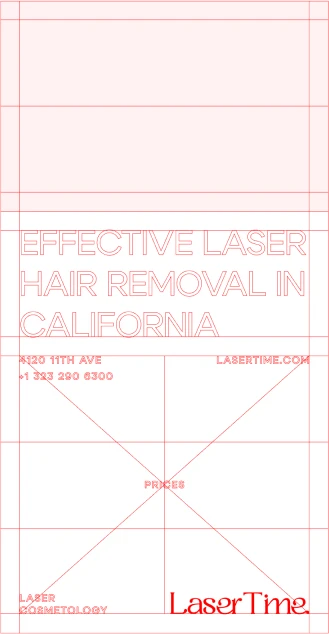 EFFECTIVE LASER
HAIR REMOVAL IN
CALIFORNIA
4120 11TH AVE
LASERTIME.COM
+1 323 290 6300
PRICES
LASER
COSMETOLOGY
LaserTime